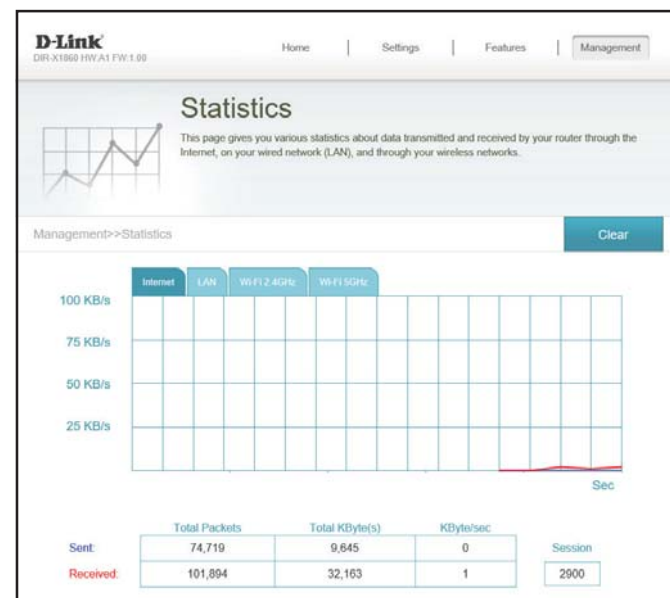 D-Link
DIR-X1860 HW:A1 FW:1.00
Home | Settings | Features | Management
Statistics
This page gives you various statistics about data transmitted and received by your router through the
Internet, on your wired network (LAN), and through your wireless networks.
Management>>Statistics
Clear
Internet LAN Wi-Fi 2.4GHz Wi-Fi 5GHz
100 KB/s
75 KB/s
50 KB/s
25 KB/s
Sec
Total Packets Total KByte(s) KByte/sec
Sent: 74,719 9,645 0 Session
Received: 101,894 32,163 1 2900